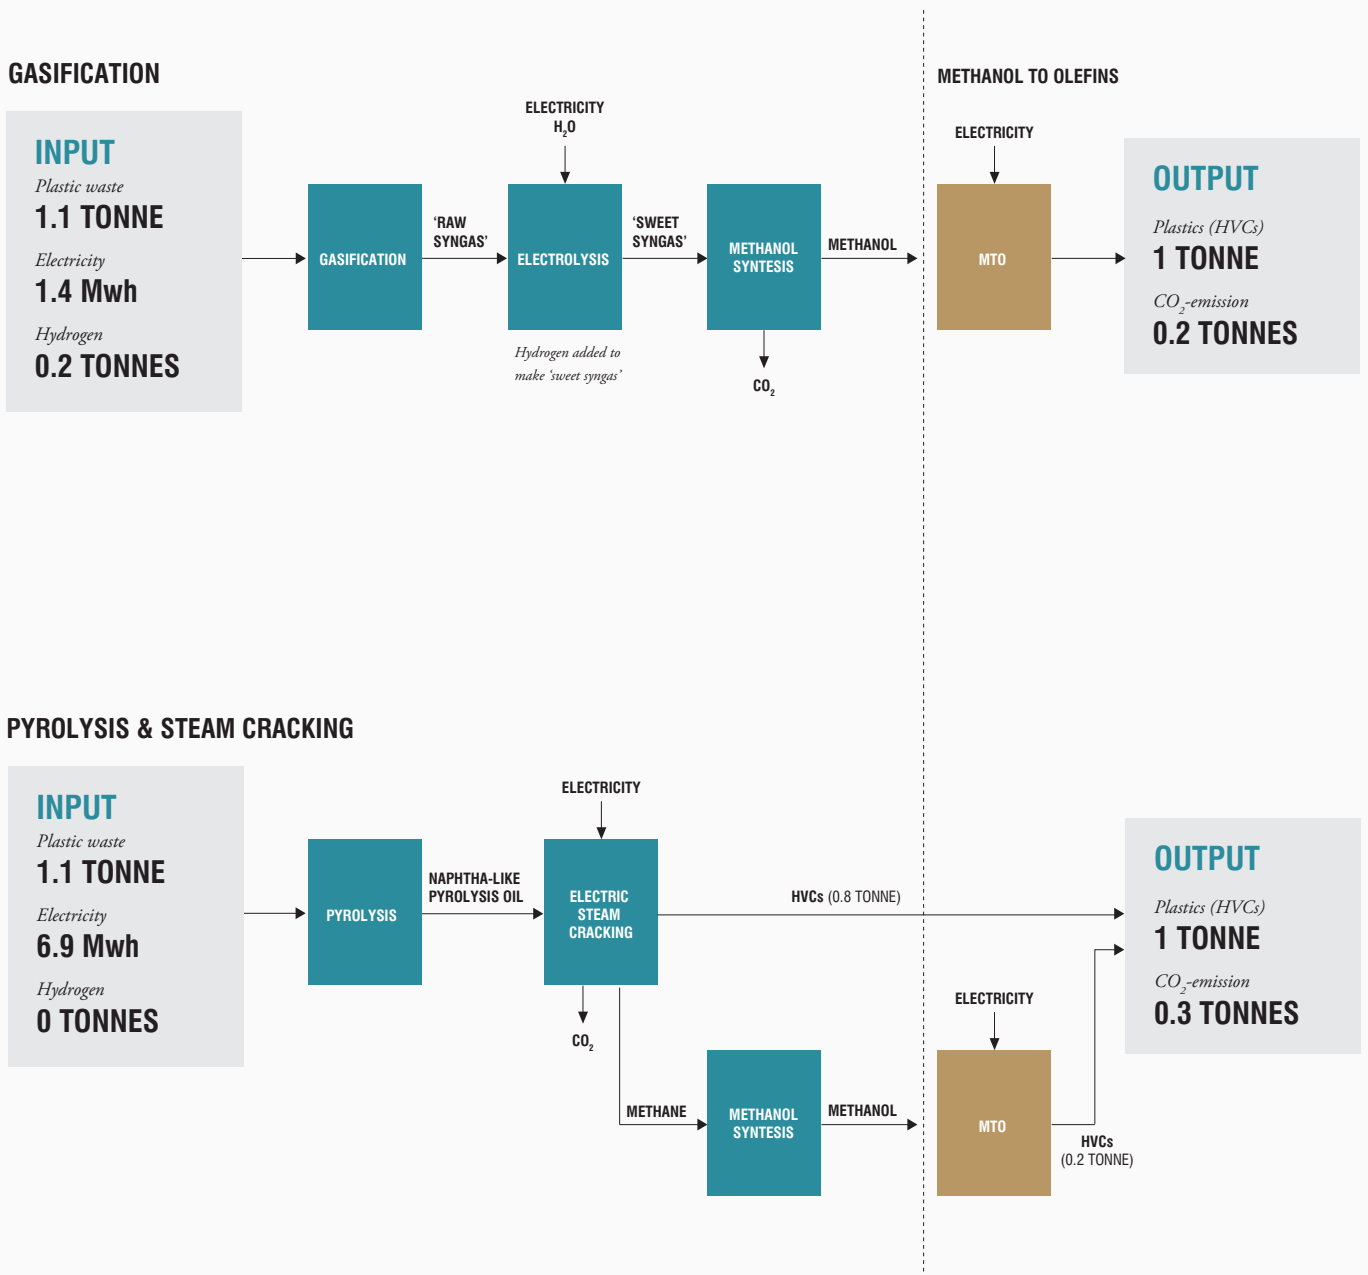 GASIFICATION
METHANOL TO OLEFINS
INPUT
Plastic waste
1.1 TONNE
Electricity
1.4 Mwh
Hydrogen
0.2 TONNES
GASIFICATION
‘RAW
SYNGAS’
ELECTRICITY
H₂O
ELECTROLYSIS
Hydrogen added to
make ‘sweet syngas’
‘SWEET
SYNGAS’
METHANOL
SYNTESIS
CO₂
METHANOL
ELECTRICITY
MTO
OUTPUT
Plastics (HVCs)
1 TONNE
CO₂-emission
0.2 TONNES
PYROLYSIS & STEAM CRACKING
INPUT
Plastic waste
1.1 TONNE
Electricity
6.9 Mwh
Hydrogen
0 TONNES
PYROLYSIS
NAPHTHA-LIKE
PYROLYSIS OIL
ELECTRICITY
ELECTRIC
STEAM
CRACKING
CO₂
HVCs (0.8 TONNE)
METHANE
METHANOL
SYNTESIS
METHANOL
ELECTRICITY
MTO
HVCs
(0.2 TONNE)
OUTPUT
Plastics (HVCs)
1 TONNE
CO₂-emission
0.3 TONNES